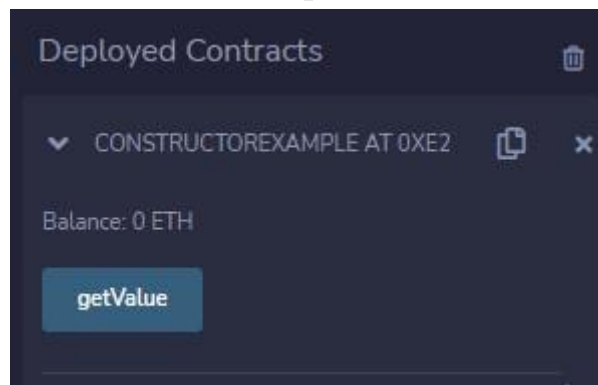 Deployed Contracts
CONSTRUCTOREXAMPLE AT 0XE2
Balance: 0 ETH
getValue